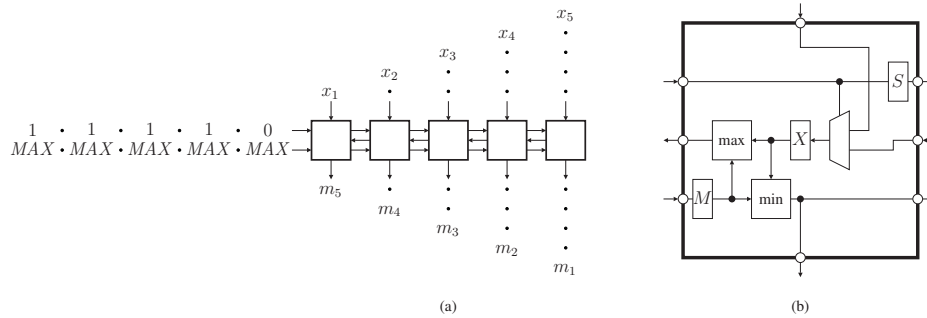 x5
x4
x3
x2
x1
1 · 1 · 1 · 1 · 0
MAX · MAX · MAX · MAX · MAX
m5
m4
m3
m2
m1
(a)
S
max
X
M
min
(b)